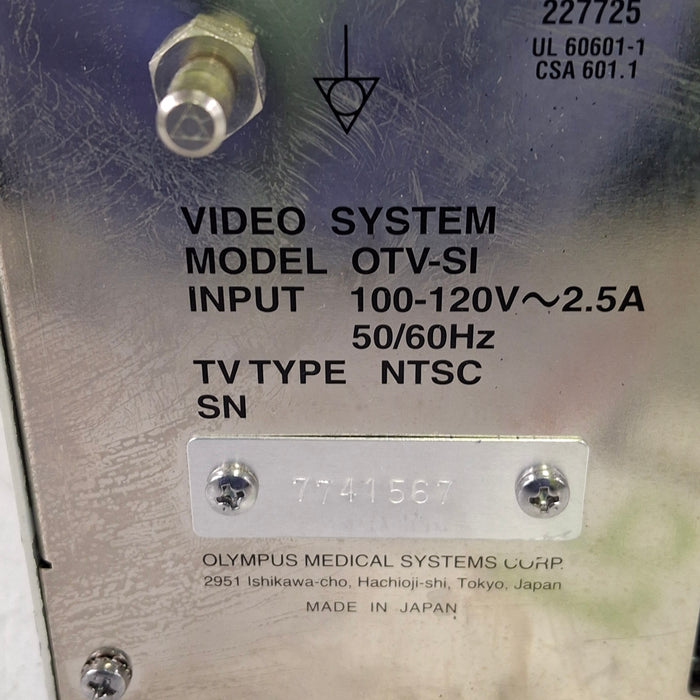 227725
UL 60601-1
CSA 601.1
VIDEO SYSTEM
MODEL OTV-SI
INPUT 100-120V～2.5A
50/60Hz
TV TYPE NTSC
SN
7741567
OLYMPUS MEDICAL SYSTEMS CORP.
2951 Ishikawa-cho, Hachioji-shi, Tokyo, Japan
MADE IN JAPAN